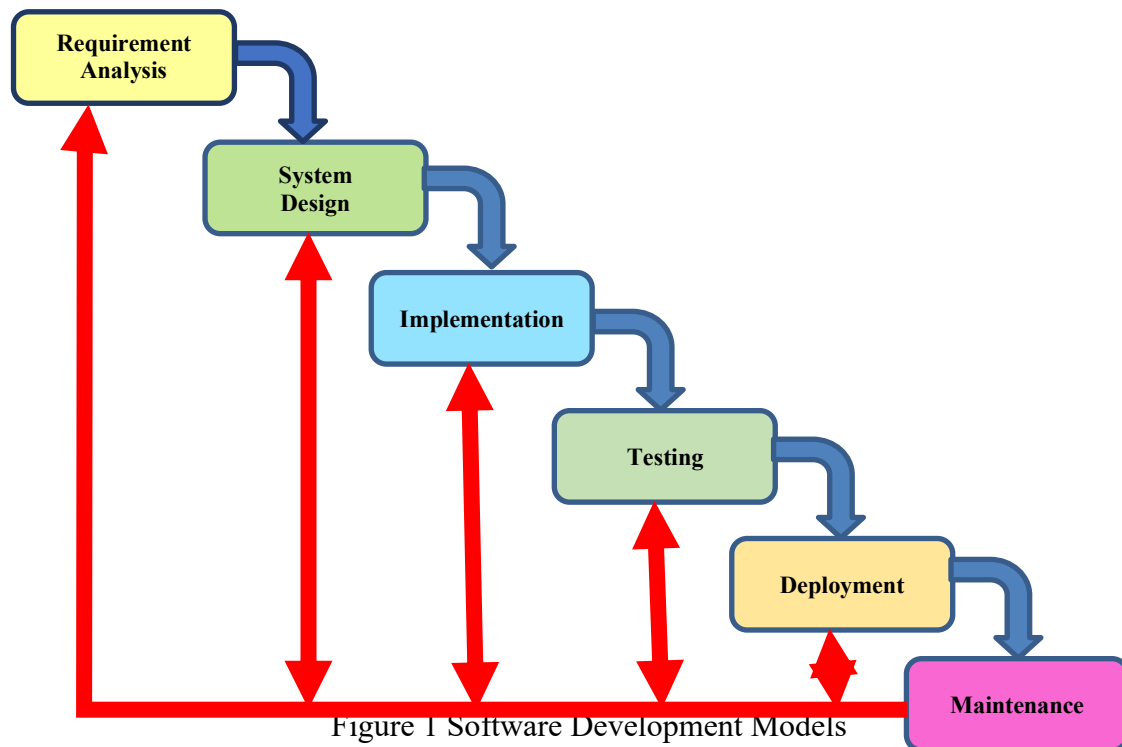 Requirement
Analysis
System
Design
Implementation
Testing
Deployment
Maintenance
Figure 1 Software Development Models